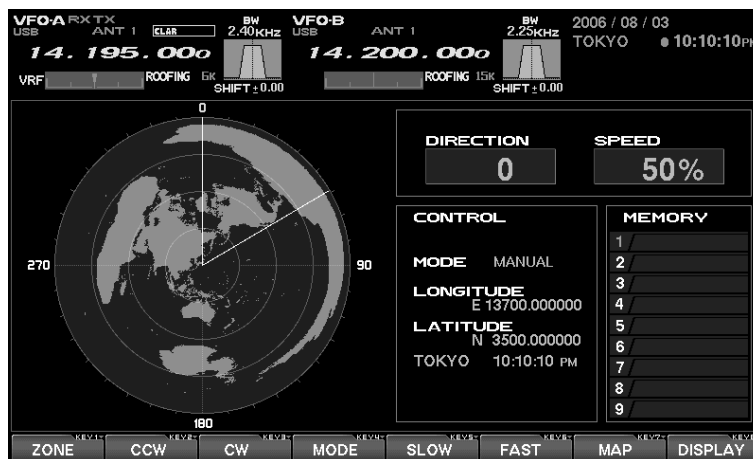 VFO-A RX TX BW VFO-B BW 2006 / 08 / 03
USB ANT 1 CLAR 2.40KHz USB ANT 1 2.25KHz TOKYO 10:10:10PM
14.195.00o 14.200.00o
VRF ROOFING 6K ROOFING 15K
SHIFT±0.00 SHIFT±0.00
0
270 90
180
DIRECTION SPEED
0 50%
CONTROL
MODE MANUAL
LONGITUDE
E 13700.000000
LATITUDE
N 3500.000000
TOKYO 10:10:10 PM
MEMORY
1
2
3
4
5
6
7
8
9
KEY1 KEY2 KEY3 KEY4 KEY5 KEY6 KEY7
ZONE CCW CW MODE SLOW FAST MAP DISPLAY